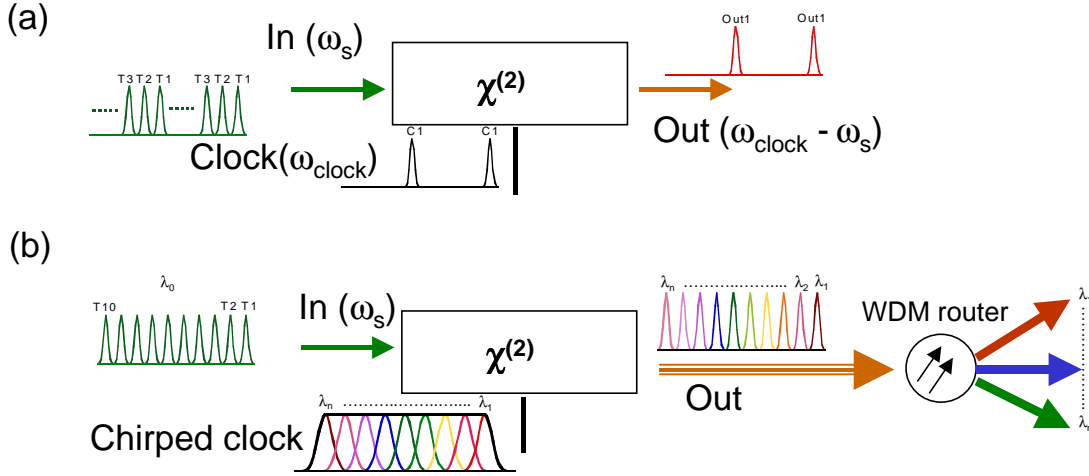 (a)
In (ωs)
T3 T2 T1 T3 T2 T1
χ(2)
Out1 Out1
Clock(ωclock)
C1 C1
Out (ωclock - ωs)
(b)
λ0
T10 T2 T1
In (ωs)
χ(2)
λn λ2 λ1
WDM router
Out
Chirped clock
λn λ1